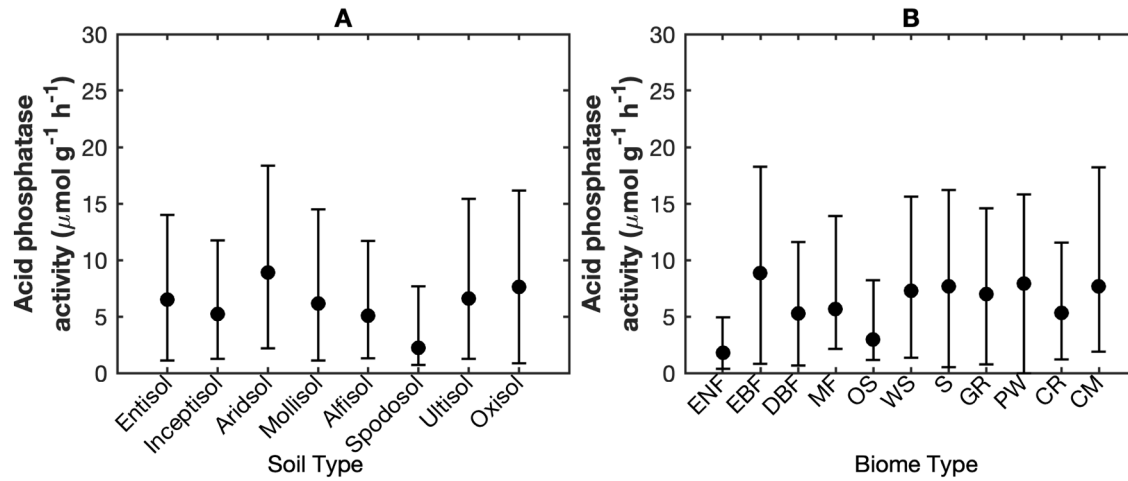 A
Acid phosphatase
activity (μmol g⁻¹ h⁻¹)
30
25
20
15
10
5
0
Entisol
Inceptisol
Aridsol
Mollisol
Alfisol
Spodosol
Ultisol
Oxisol
Soil Type
B
Acid phosphatase
activity (μmol g⁻¹ h⁻¹)
30
25
20
15
10
5
0
ENF
EBF
DBF
MF
OS
WS
S
GR
PW
CR
CM
Biome Type